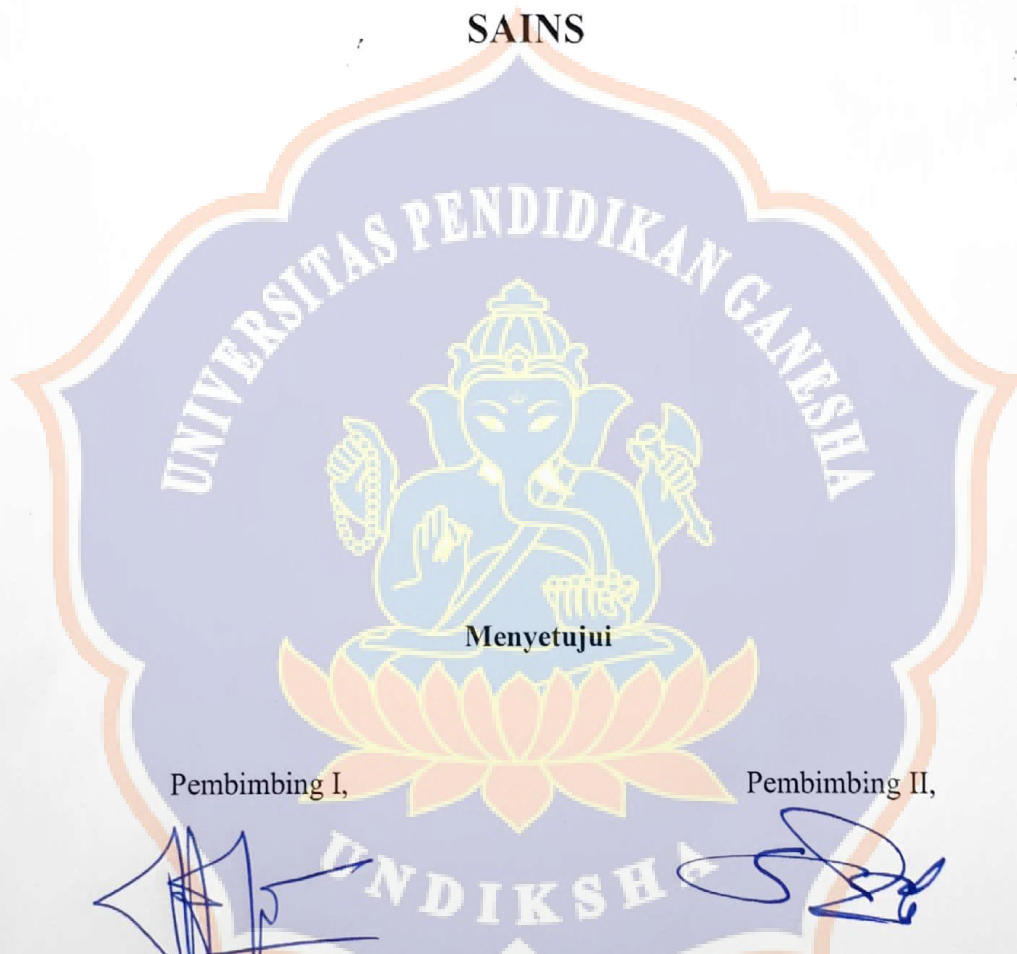 SAINS
UNIVERSITAS PENDIDIKAN GANESHA
Menyetujui
Pembimbing I,
Pembimbing II,
UNDIKSHA